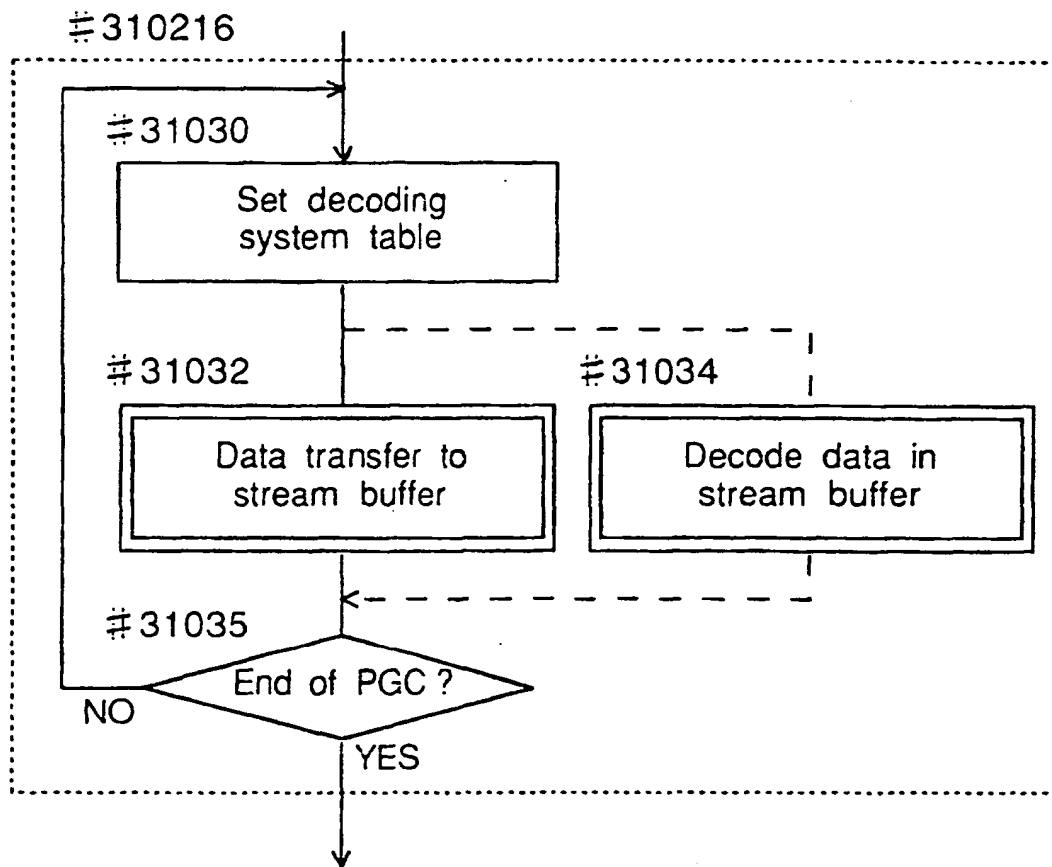 #310216
#31030
Set decoding
system table
#31032
#31034
Data transfer to
stream buffer
Decode data in
stream buffer
#31035
End of PGC?
NO
YES